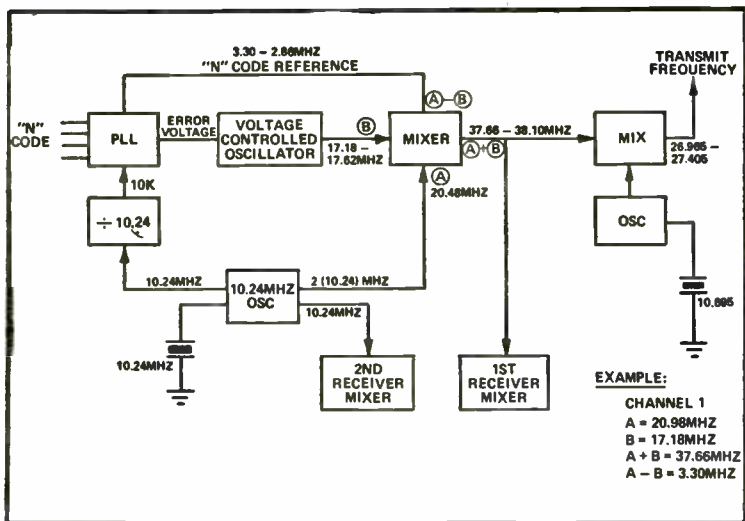 3.30 – 2.86MHZ
"N" CODE REFERENCE
TRANSMIT
FREQUENCY
"N"
CODE
PLL
ERROR
VOLTAGE
VOLTAGE
CONTROLLED
OSCILLATOR
B
17.18 –
17.62MHZ
A–B
MIXER
37.66 – 38.10MHZ
A+B
MIX
26.965 –
27.405
A
20.48MHZ
10K
÷ 10.24
OSC
10.24MHZ
10.24MHZ
OSC
2 (10.24) MHZ
10.24MHZ
10.695
10.24MHZ
2ND
RECEIVER
MIXER
1ST
RECEIVER
MIXER
EXAMPLE:
CHANNEL 1
A = 20.98MHZ
B = 17.18MHZ
A + B = 37.66MHZ
A – B = 3.30MHZ